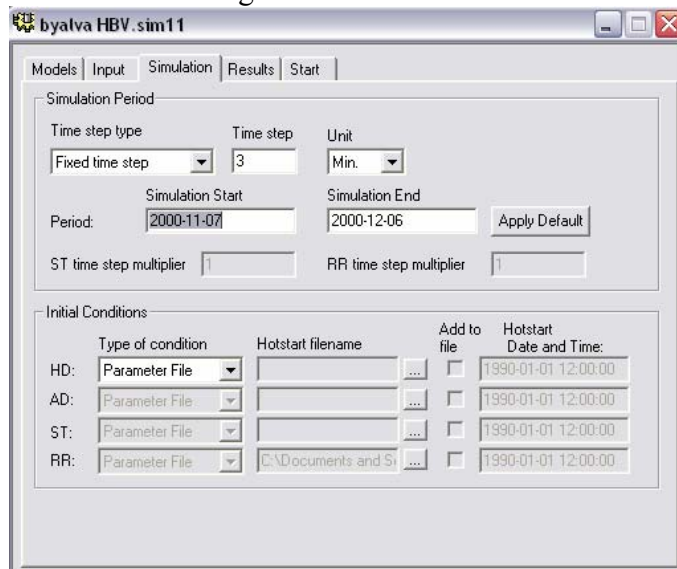 byalva HBV.sim11
Models Input Simulation Results Start
Simulation Period
Time step type Time step Unit
Fixed time step 3 Min.
Simulation Start Simulation End
Period: 2000-11-07 2000-12-06 Apply Default
ST time step multiplier 1 RR time step multiplier 1
Initial Conditions
Type of condition Hotstart filename Add to file Hotstart Date and Time:
HD: Parameter File ... 1990-01-01 12:00:00
AD: Parameter File ... 1990-01-01 12:00:00
ST: Parameter File ... 1990-01-01 12:00:00
RR: Parameter File C:\Documents and ... 1990-01-01 12:00:00